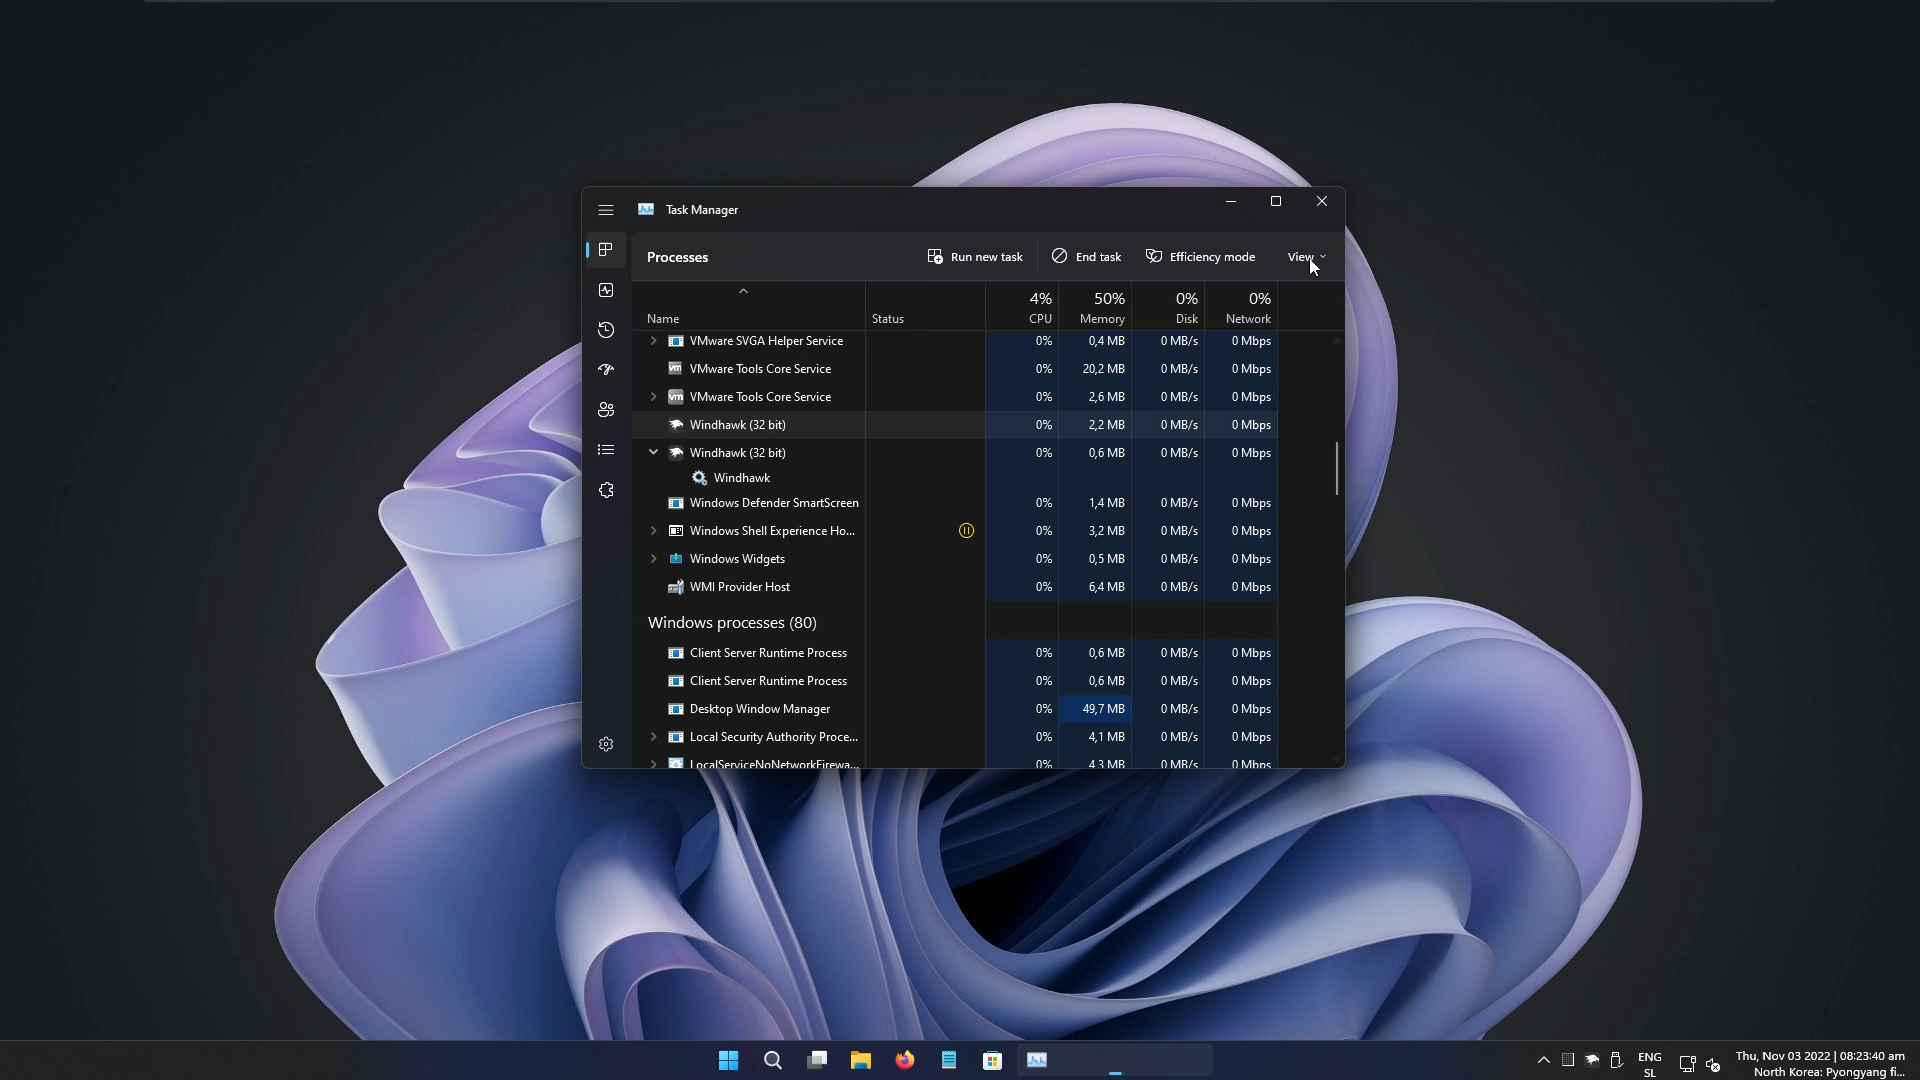 Task Manager
Processes
Run new task
End task
Efficiency mode
View
4% 50% 0% 0%
Name Status CPU Memory Disk Network
VMware SVGA Helper Service 0% 0,4 MB 0 MB/s 0 Mbps
VMware Tools Core Service 0% 20,2 MB 0 MB/s 0 Mbps
VMware Tools Core Service 0% 2,6 MB 0 MB/s 0 Mbps
Windhawk (32 bit) 0% 2,2 MB 0 MB/s 0 Mbps
Windhawk (32 bit) 0% 0,6 MB 0 MB/s 0 Mbps
Windhawk
Windows Defender SmartScreen 0% 1,4 MB 0 MB/s 0 Mbps
Windows Shell Experience Ho... 0% 3,2 MB 0 MB/s 0 Mbps
Windows Widgets 0% 0,5 MB 0 MB/s 0 Mbps
WMI Provider Host 0% 6,4 MB 0 MB/s 0 Mbps
Windows processes (80)
Client Server Runtime Process 0% 0,6 MB 0 MB/s 0 Mbps
Client Server Runtime Process 0% 0,6 MB 0 MB/s 0 Mbps
Desktop Window Manager 0% 49,7 MB 0 MB/s 0 Mbps
Local Security Authority Proce... 0% 4,1 MB 0 MB/s 0 Mbps
LocalServiceNoNetworkFirewa... 0% 4,3 MB 0 MB/s 0 Mbps
ENG
SL
Thu, Nov 03 2022 | 08:23:40 am
North Korea: Pyongyang fi...